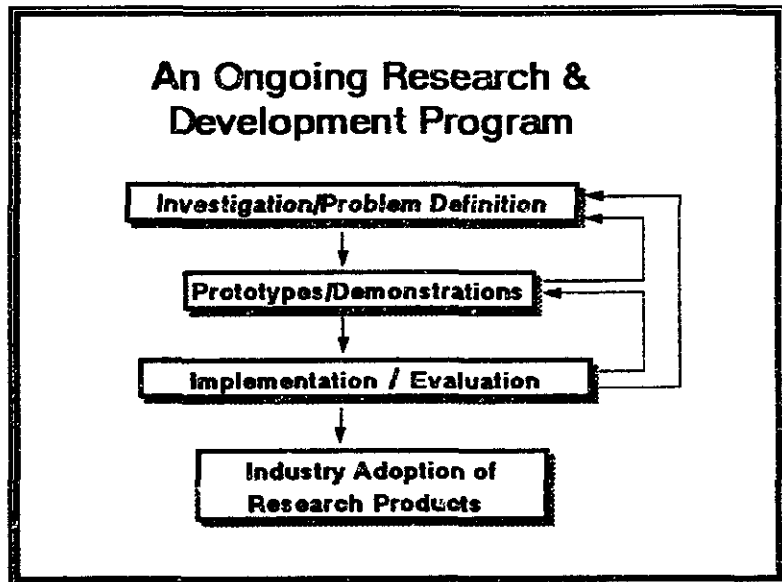 An Ongoing Research &
Development Program
Investigation/Problem Definition
Prototypes/Demonstrations
Implementation / Evaluation
Industry Adoption of
Research Products